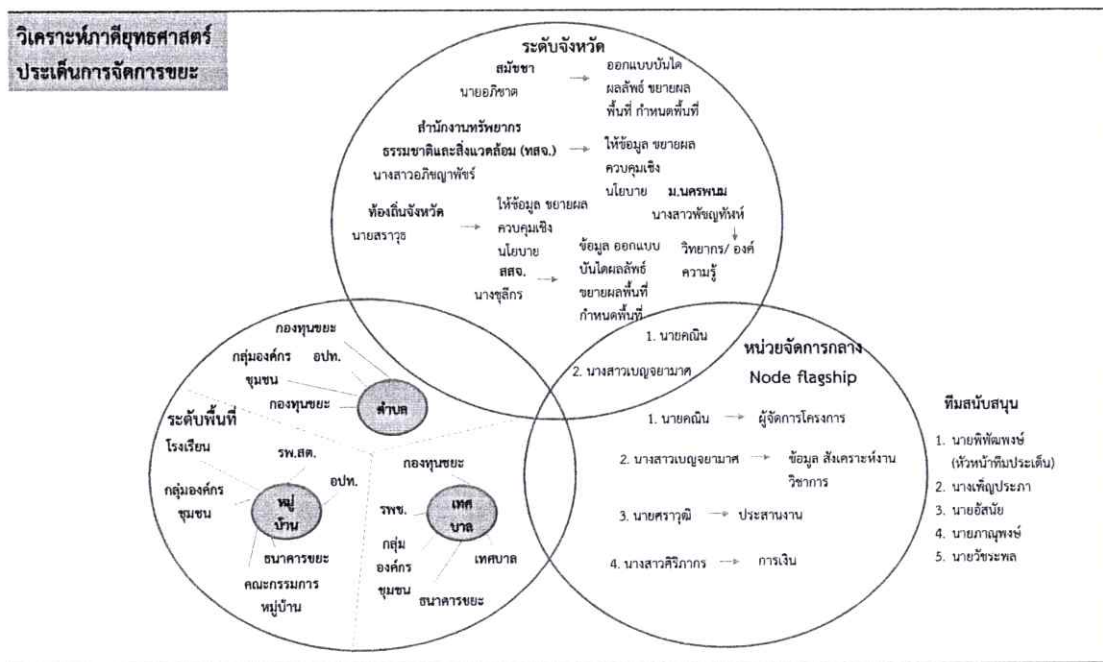 วิเคราะห์ภาคียุทธศาสตร์
ประเด็นการจัดการขยะ
ระดับจังหวัด
สมัชชา
นายอภิชาต
ออกแบบบันได
ผลลัพธ์ ขยายผล
พื้นที่ กำหนดพื้นที่
สำนักงานทรัพยากร
ธรรมชาติและสิ่งแวดล้อม (ทสจ.)
นางสาวอภิชญาพัชร์
ให้ข้อมูล ขยายผล
ควบคุมเชิง
นโยบาย
ม.นครพนม
นางสาวพัชญทัฬห์
วิทยากร/ องค์
ความรู้
ท้องถิ่นจังหวัด
นายสราวุธ
ให้ข้อมูล ขยายผล
ควบคุมเชิง
นโยบาย
สสจ.
นางชุลีกร
ข้อมูล ออกแบบ
บันไดผลลัพธ์
ขยายผลพื้นที่
กำหนดพื้นที่
1. นายคณิน
2. นางสาวเบญจยามาศ
ระดับพื้นที่
กองทุนขยะ
กลุ่มองค์กร
ชุมชน
อปท.
กองทุนขยะ
ตำบล
โรงเรียน
รพ.สต.
กลุ่มองค์กร
ชุมชน
อปท.
หมู่
บ้าน
ธนาคารขยะ
คณะกรรมการ
หมู่บ้าน
กองทุนขยะ
รพช.
เทศ
บาล
กลุ่ม
องค์กร
ชุมชน
เทศบาล
ธนาคารขยะ
หน่วยจัดการกลาง
Node flagship
1. นายคณิน
ผู้จัดการโครงการ
2. นางสาวเบญจยามาศ
ข้อมูล สังเคราะห์งาน
วิชาการ
3. นายศราวุฒิ
ประสานงาน
4. นางสาวศิริภากร
การเงิน
ทีมสนับสนุน
1. นายพิพัฒพงษ์
(หัวหน้าทีมประเด็น)
2. นางเพ็ญประภา
3. นายอัสนัย
4. นายภาณุพงษ์
5. นายวัชระพล